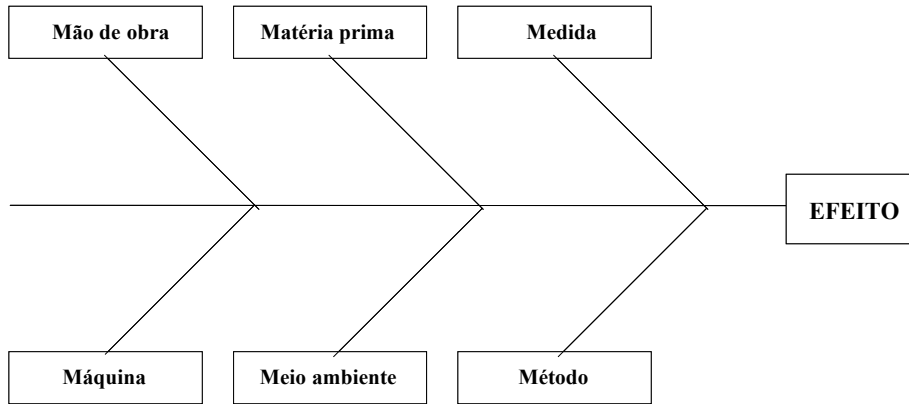 Mão de obra
Matéria prima
Medida
EFEITO
Máquina
Meio ambiente
Método